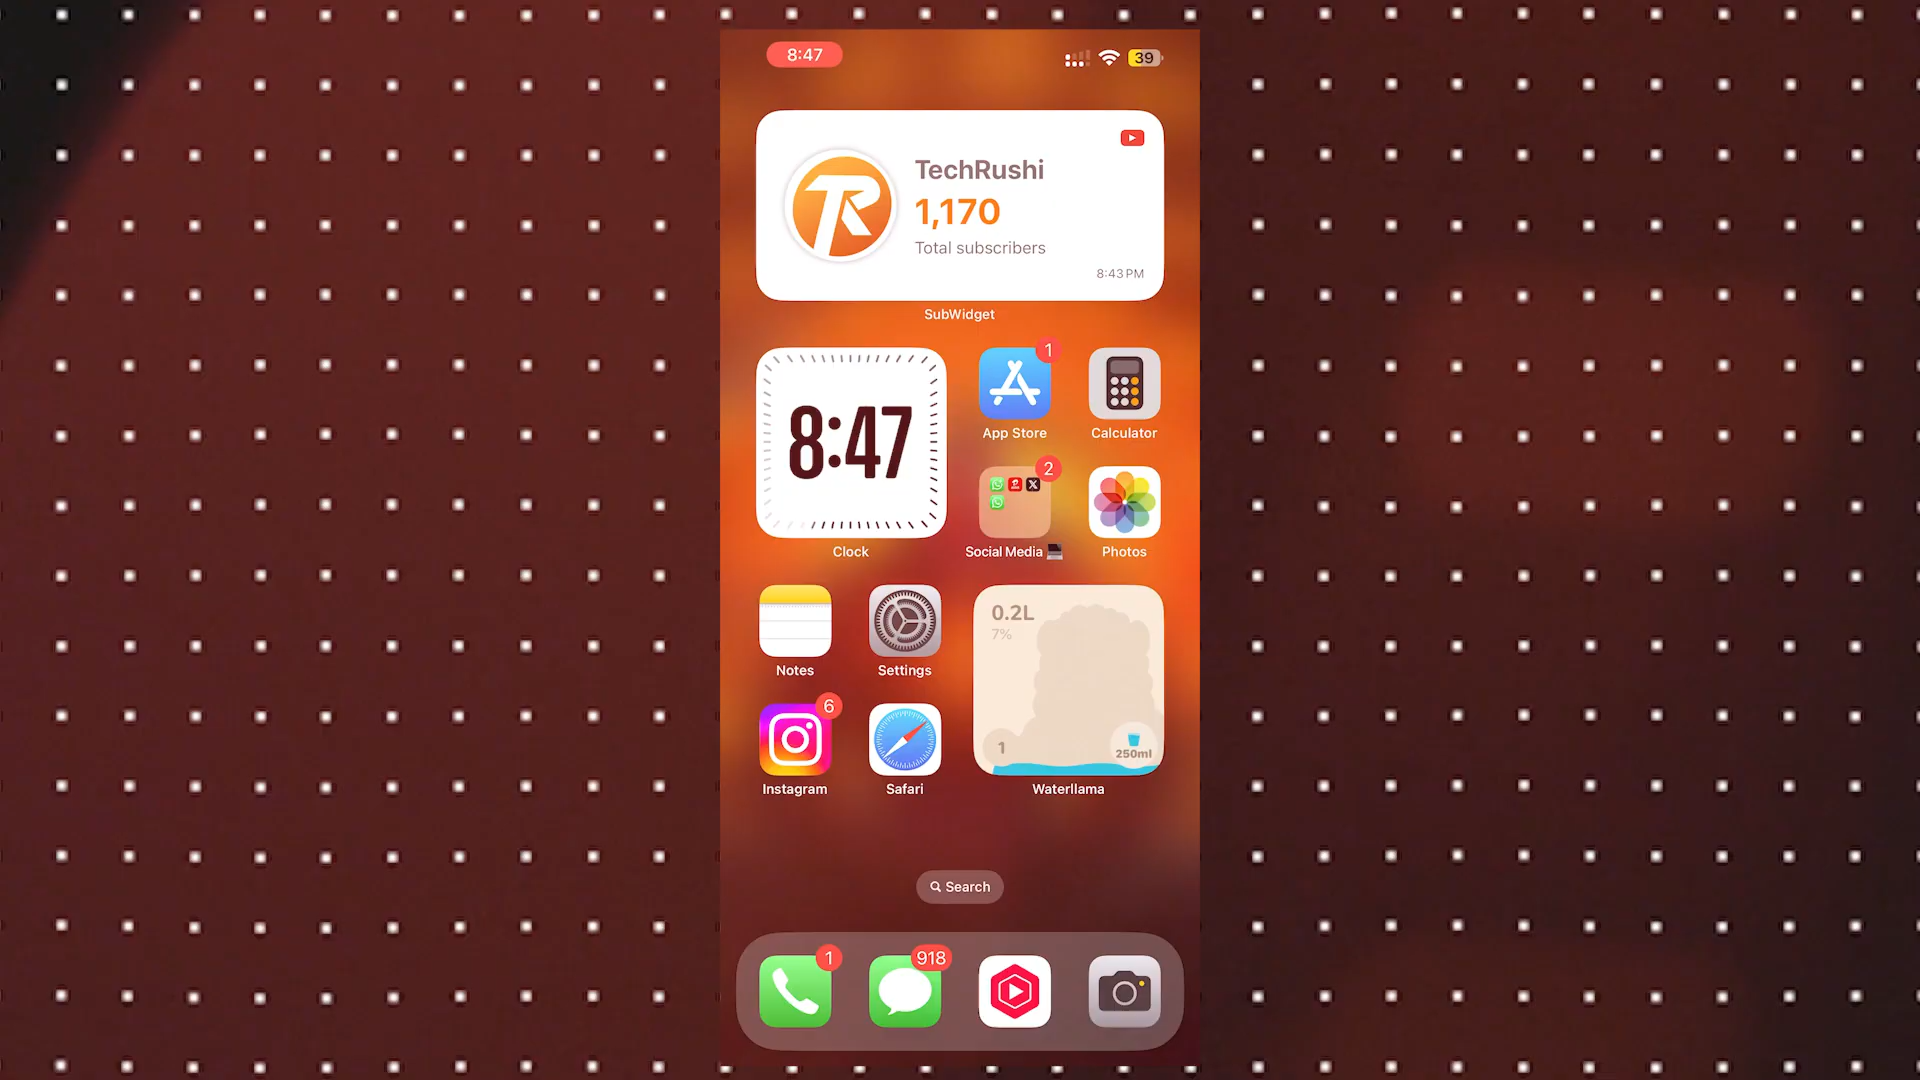 8:47
39
TechRushi
1,170
Total subscribers
8:43 PM
SubWidget
8:47
1
App Store
Calculator
Clock
2
Social Media
Photos
Notes
Settings
0.2L
7%
1
250ml
6
Instagram
Safari
Waterllama
Search
1
918